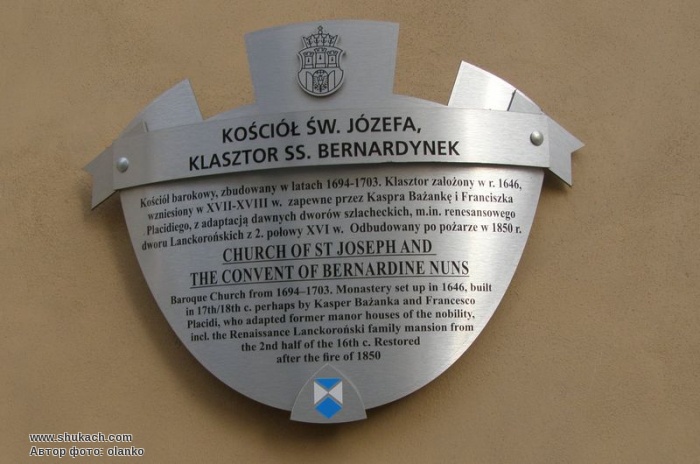 KOŚCIÓŁ ŚW. JÓZEFA,
KLASZTOR SS. BERNARDYNEK
Kościół barokowy, zbudowany w latach 1694-1703. Klasztor założony w r. 1646,
wzniesiony w XVII-XVIII w. zapewne przez Kaspra Bażankę i Franciszka
Placidiego, z adaptacją dawnych dworów szlacheckich, m.in. renesansowego
dworu Lanckorońskich z 2. połowy XVI w. Odbudowany po pożarze w 1850 r.
CHURCH OF ST JOSEPH AND
THE CONVENT OF BERNARDINE NUNS
Baroque Church from 1694–1703. Monastery set up in 1646, built
in 17th/18th c. perhaps by Kasper Bażanka and Francesco
Placidi, who adapted former manor houses of the nobility,
incl. the Renaissance Lanckoroński family mansion from
the 2nd half of the 16th c. Restored
after the fire of 1850
www.shukach.com
Автор фото: olanko